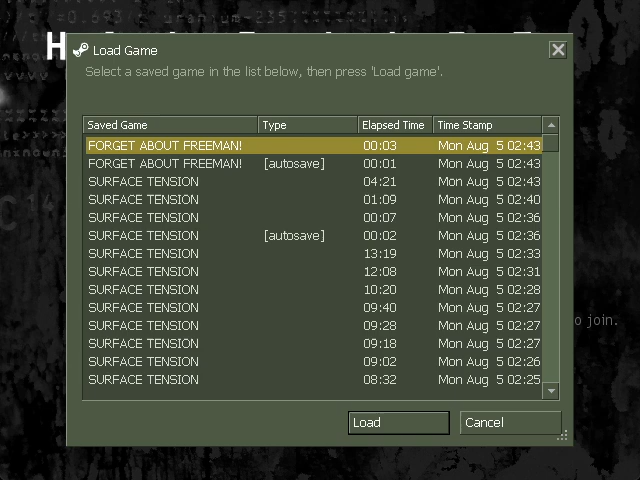 t=0.693/ uranium-235:
Load Game
Select a saved game in the list below, then press 'Load game'.
Saved Game Type Elapsed Time Time Stamp
FORGET ABOUT FREEMAN! 00:03 Mon Aug 5 02:43
FORGET ABOUT FREEMAN! [autosave] 00:01 Mon Aug 5 02:43
SURFACE TENSION 04:21 Mon Aug 5 02:43
SURFACE TENSION 01:09 Mon Aug 5 02:40
SURFACE TENSION 00:07 Mon Aug 5 02:36
SURFACE TENSION [autosave] 00:02 Mon Aug 5 02:36
SURFACE TENSION 13:19 Mon Aug 5 02:33
SURFACE TENSION 12:08 Mon Aug 5 02:31
SURFACE TENSION 10:20 Mon Aug 5 02:28
SURFACE TENSION 09:40 Mon Aug 5 02:27
SURFACE TENSION 09:28 Mon Aug 5 02:27
SURFACE TENSION 09:18 Mon Aug 5 02:27
SURFACE TENSION 09:02 Mon Aug 5 02:26
SURFACE TENSION 08:32 Mon Aug 5 02:25
o join.
Load Cancel